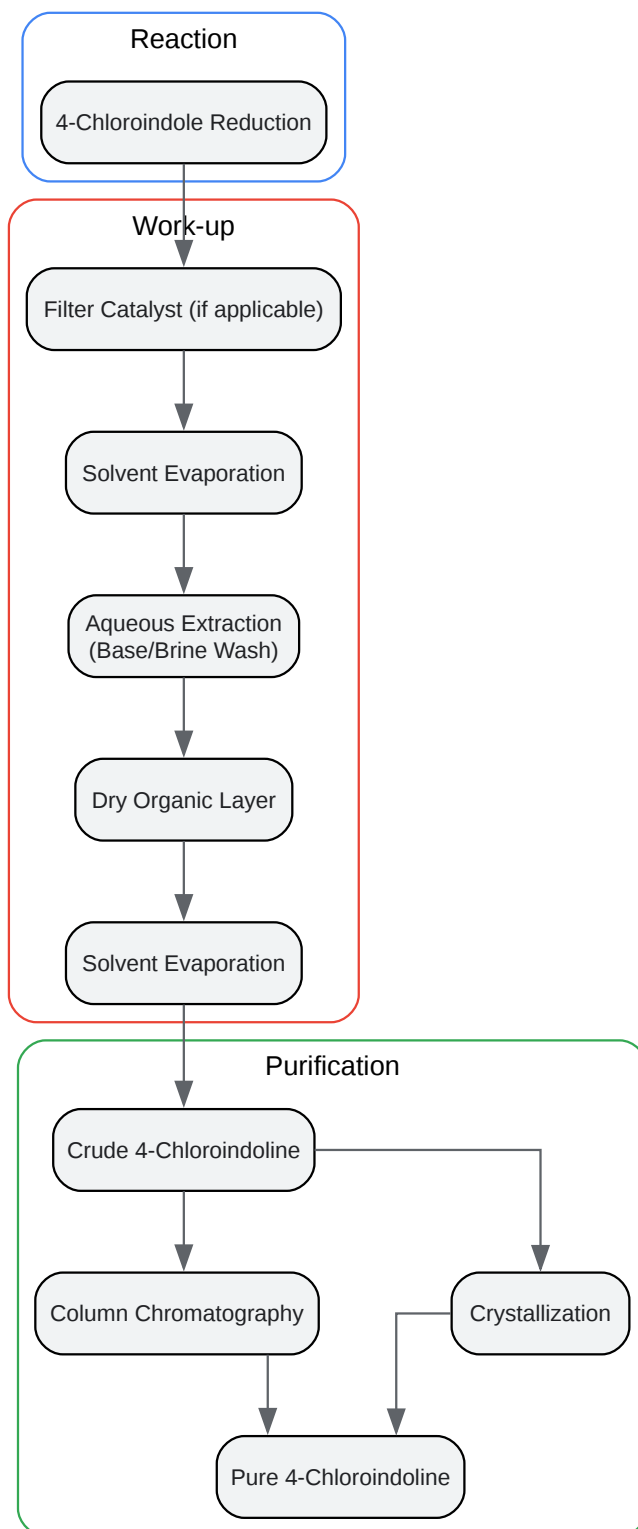 Reaction
4-Chloroindole Reduction
Work-up
Filter Catalyst (if applicable)
Solvent Evaporation
Aqueous Extraction
(Base/Brine Wash)
Dry Organic Layer
Solvent Evaporation
Purification
Crude 4-Chloroindoline
Column Chromatography
Crystallization
Pure 4-Chloroindoline